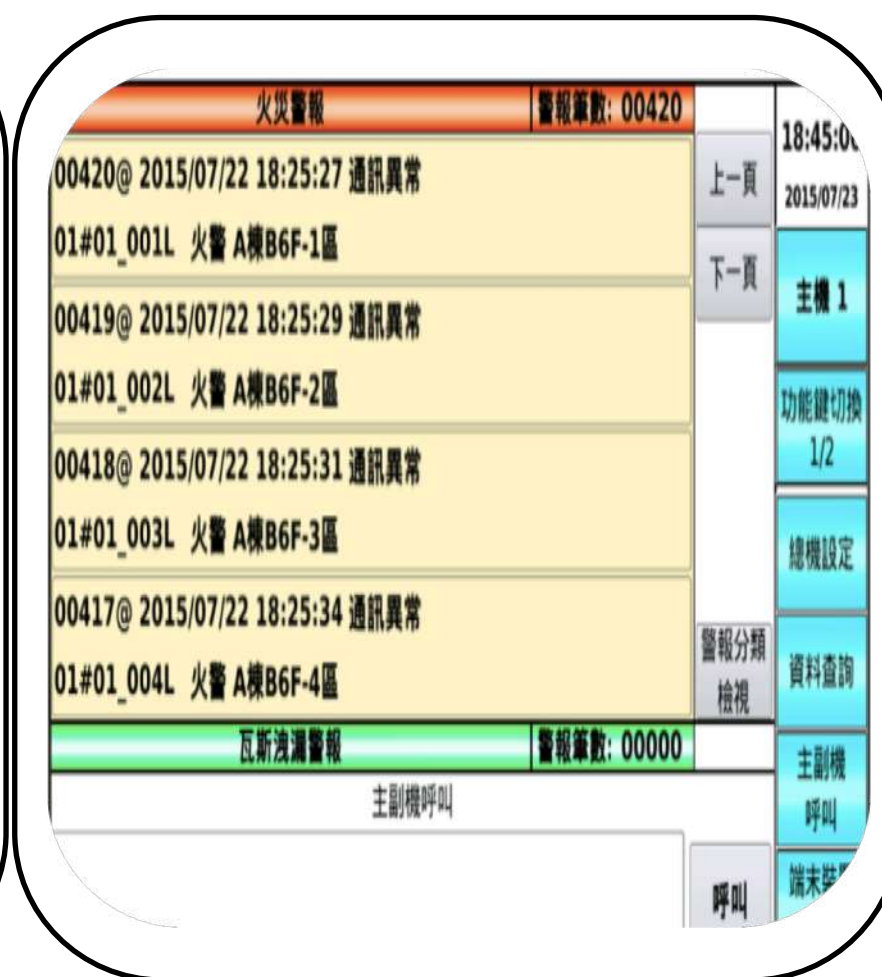 火災警報 警報筆數: 00420
00420@ 2015/07/22 18:25:27 通訊異常
01#01_001L 火警 A棟B6F-1區
00419@ 2015/07/22 18:25:29 通訊異常
01#01_002L 火警 A棟B6F-2區
00418@ 2015/07/22 18:25:31 通訊異常
01#01_003L 火警 A棟B6F-3區
00417@ 2015/07/22 18:25:34 通訊異常
01#01_004L 火警 A棟B6F-4區
瓦斯洩漏警報 警報筆數: 00000
主副機呼叫
上一頁
下一頁
警報分類
檢視
呼叫
18:45:0
2015/07/23
主機 1
功能鍵切換
1/2
總機設定
資料查詢
主副機
呼叫
端末裝